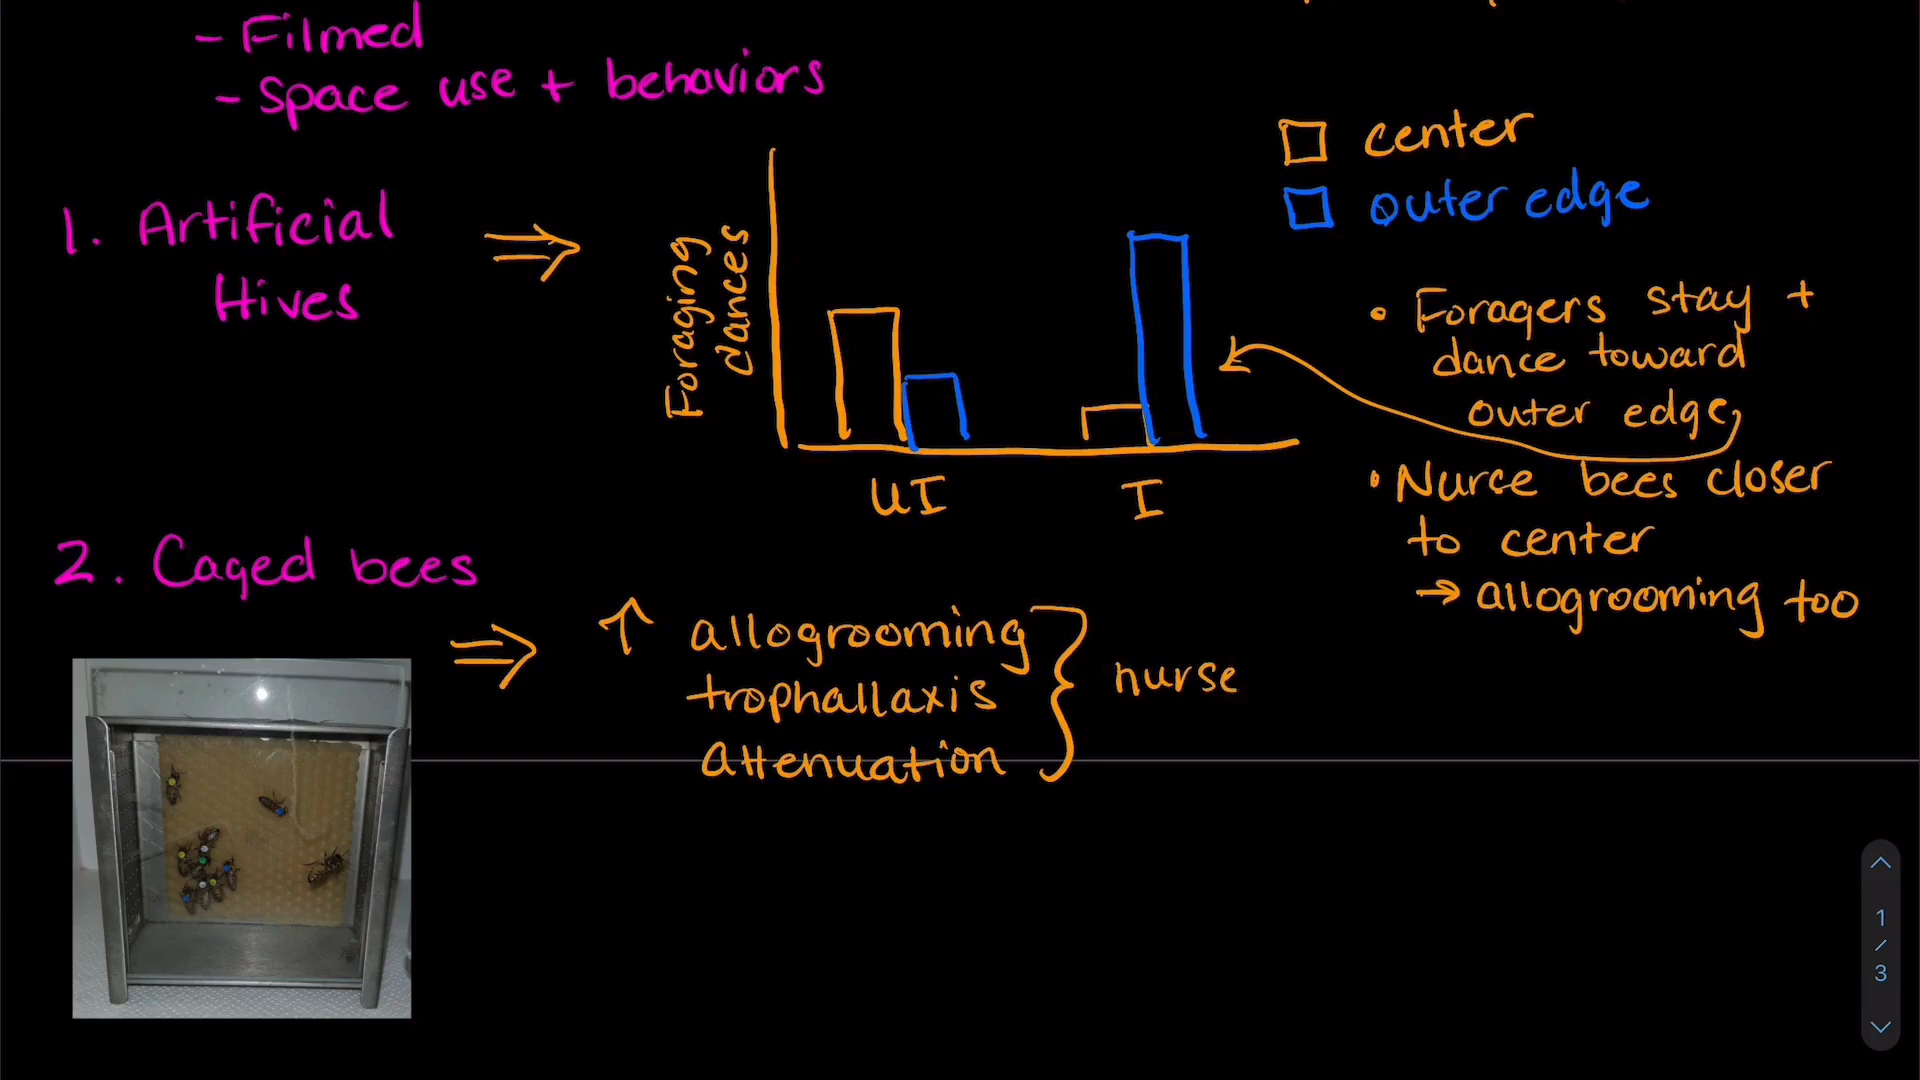 - Filmed
- Space use + behaviors
1. Artificial
Hives
Foraging
dances
UI
I
center
outer edge
• Foragers stay +
dance toward
outer edge
• Nurse bees closer
to center
→ allogrooming too
2. Caged bees
↑ allogrooming
trophallaxis
attenuation
nurse
1
/
3